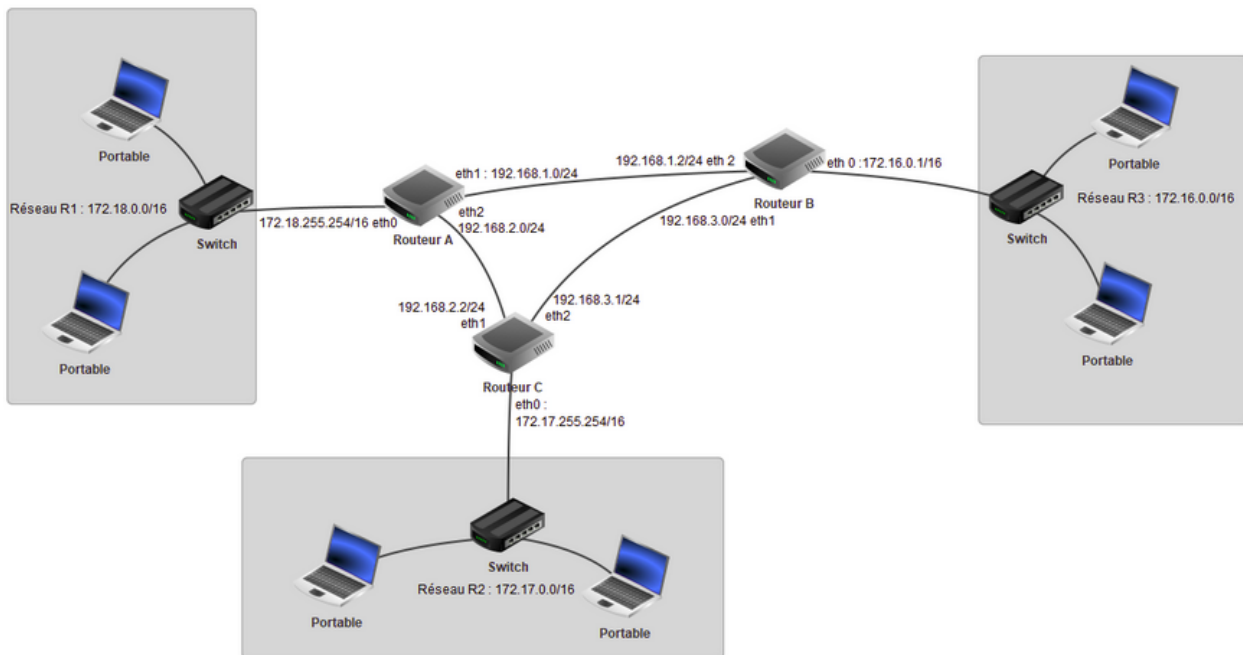 Portable
Réseau R1 : 172.18.0.0/16
Switch
172.18.255.254/16 eth0
Portable
eth1 : 192.168.1.0/24
eth2
192.168.2.0/24
Routeur A
192.168.1.2/24 eth 2
eth 0 :172.16.0.1/16
Routeur B
192.168.3.0/24 eth1
Portable
Réseau R3 : 172.16.0.0/16
Switch
Portable
192.168.2.2/24
eth1
192.168.3.1/24
eth2
Routeur C
eth0 :
172.17.255.254/16
Switch
Réseau R2 : 172.17.0.0/16
Portable
Portable